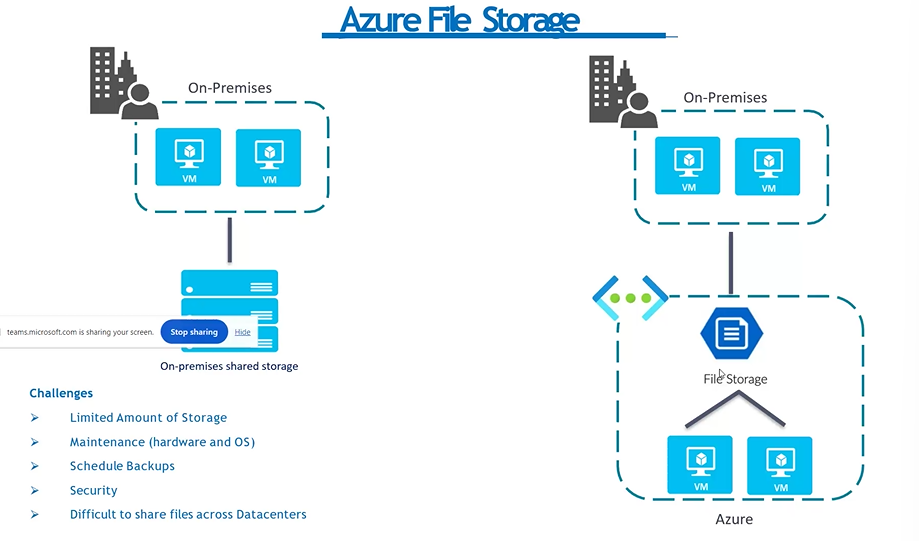 Azure File Storage
On-Premises
VM
VM
teams.microsoft.com is sharing your screen.
Stop sharing
Hide
On-premises shared storage
Challenges
➢ Limited Amount of Storage
➢ Maintenance (hardware and OS)
➢ Schedule Backups
➢ Security
➢ Difficult to share files across Datacenters
On-Premises
VM
VM
File Storage
VM
VM
Azure